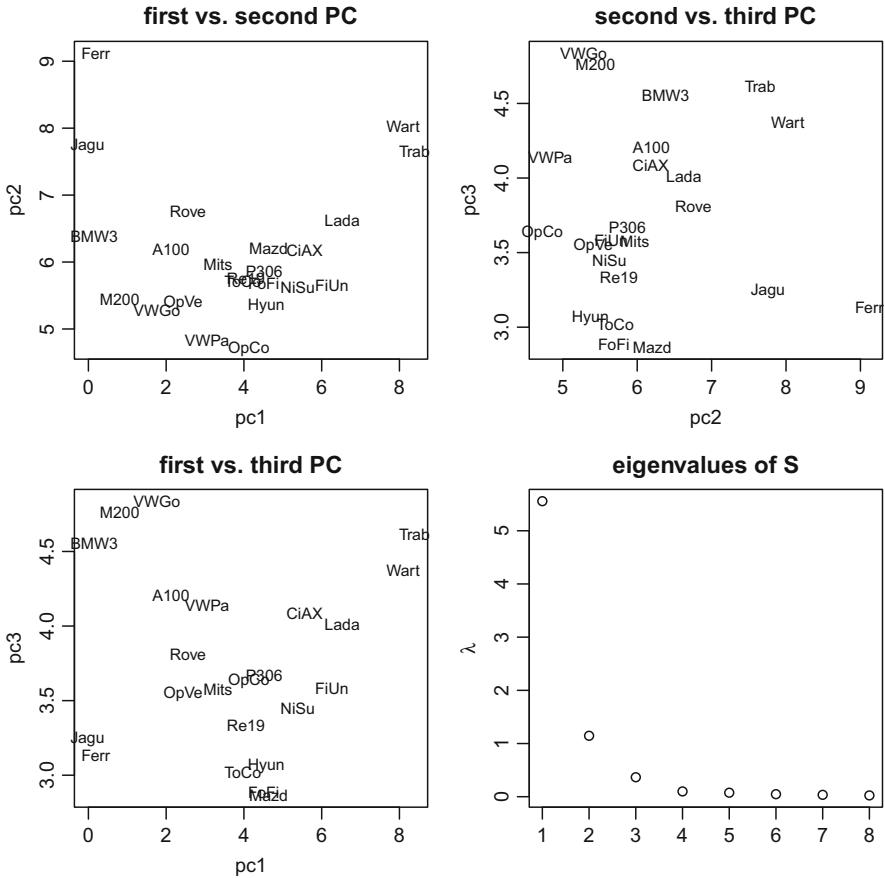 first vs. second PC
Ferr
Wart
Trab
Jagu
Rove
Lada
BMW3
A100
Mazd
CiAX
Mits
P306
Re19
ToCo
FoFi
NiSu
FiUn
M200
OpVe
VWGo
Hyun
VWPa
OpCo
5 6 7 8 9
pc2
0 2 4 6 8
pc1
second vs. third PC
VWGo
M200
BMW3
Trab
Wart
A100
VWPa
CiAX
Lada
Rove
P306
OpCo
FiUn
Mits
OpVe
NiSu
Re19
Jagu
Ferr
Hyun
ToCo
FoFi
Mazd
3.0 3.5 4.0 4.5
pc3
5 6 7 8 9
pc2
first vs. third PC
VWGo
M200
BMW3
Trab
Wart
A100
VWPa
CiAX
Lada
Rove
P306
OpCo
OpVe
Mits
FiUn
NiSu
Re19
Jagu
Ferr
Hyun
ToCo
FoFi
Mazd
3.0 3.5 4.0 4.5
pc3
0 2 4 6 8
pc1
eigenvalues of S
0 1 2 3 4 5
λ
1 2 3 4 5 6 7 8